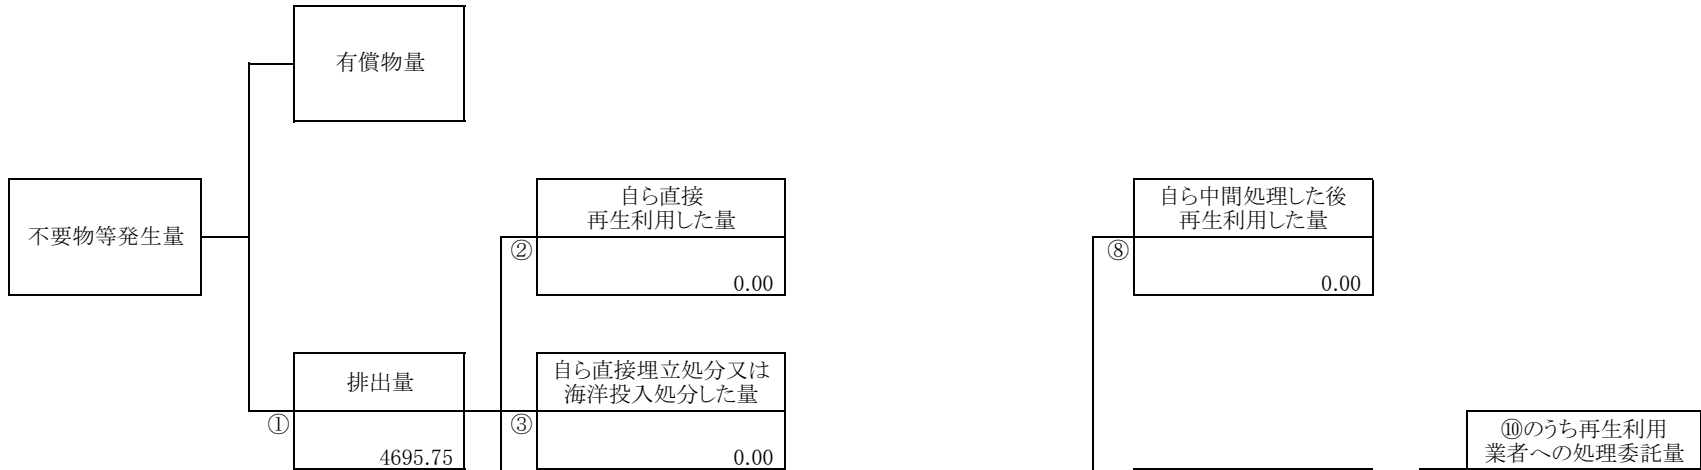 有償物量
不要物等発生量
自ら直接
再生利用した量
②
0.00
自ら中間処理した後
再生利用した量
⑧
0.00
排出量
①
4695.75
自ら直接埋立処分又は
海洋投入処分した量
③
0.00
⑩のうち再生利用
業者への処理委託量